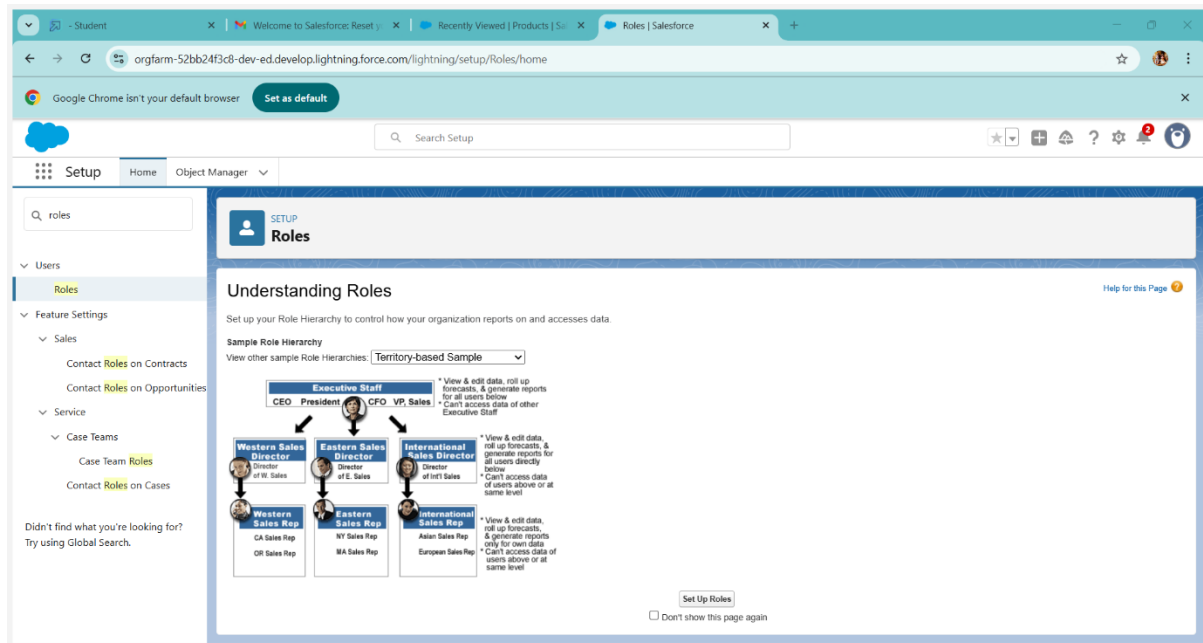 - Student
Welcome to Salesforce: Reset y
Recently Viewed | Products | Sal
Roles | Salesforce
orgfarm-52bb24f3c8-dev-ed.develop.lightning.force.com/lightning/setup/Roles/home
Google Chrome isn't your default browser
Set as default
Search Setup
2
Setup
Home
Object Manager
roles
SETUP
Roles
Users
Roles
Feature Settings
Sales
Contact Roles on Contracts
Contact Roles on Opportunities
Service
Case Teams
Case Team Roles
Contact Roles on Cases
Didn't find what you're looking for?
Try using Global Search.
Understanding Roles
Help for this Page
Set up your Role Hierarchy to control how your organization reports on and accesses data.
Sample Role Hierarchy
View other sample Role Hierarchies: Territory-based Sample
Executive Staff
CEO President CFO VP, Sales
* View & edit data, roll up
forecasts, & generate reports
for all users below
* Can't access data of other
Executive Staff
Western Sales
Director
Director
of W. Sales
Eastern Sales
Director
Director
of E. Sales
International
Sales Director
Director
of Int'l Sales
* View & edit data,
roll up forecasts, &
generate reports for
all users directly
below
* Can't access data
of users above or at
same level
Western
Sales Rep
CA Sales Rep
OR Sales Rep
Eastern
Sales Rep
NY Sales Rep
MA Sales Rep
International
Sales Rep
Asian Sales Rep
European Sales Rep
* View & edit data,
roll up forecasts,
& generate reports
only for own data
* Can't access data of
users above or at
same level
Set Up Roles
Don't show this page again